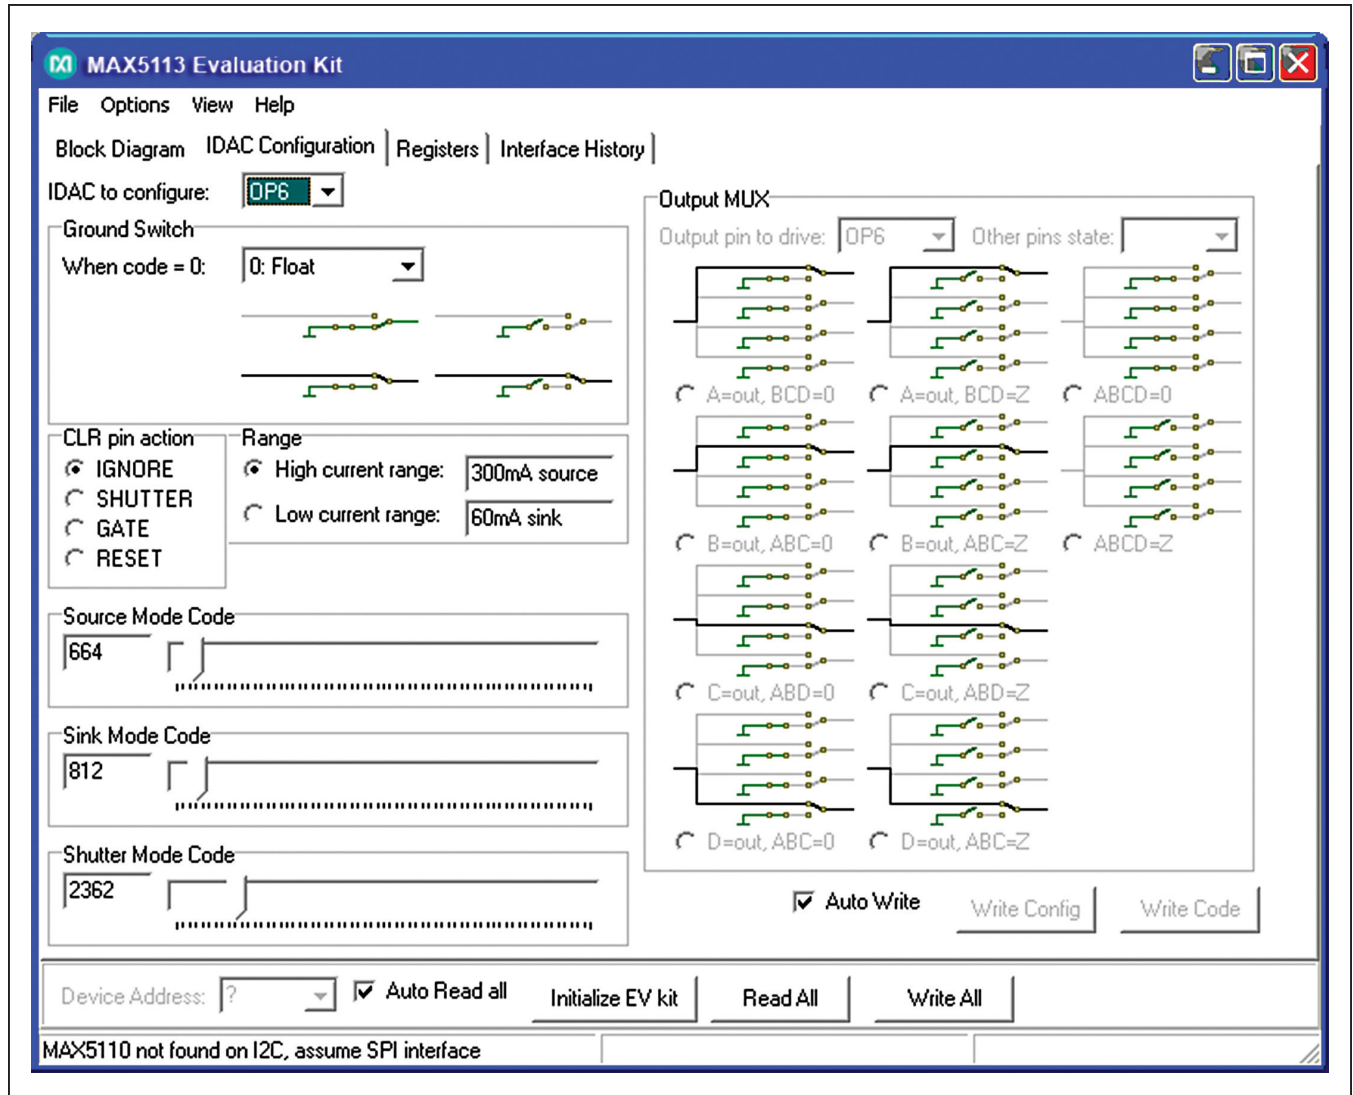 MAX5113 Evaluation Kit
File Options View Help
Block Diagram IDAC Configuration Registers Interface History
IDAC to configure: OP6
Ground Switch
When code = 0: 0: Float
CLR pin action
IGNORE
SHUTTER
GATE
RESET
Range
High current range: 300mA source
Low current range: 60mA sink
Source Mode Code
664
Sink Mode Code
812
Shutter Mode Code
2362
Output MUX
Output pin to drive: OP6 Other pins state:
A=out, BCD=0 A=out, BCD=Z ABCD=0
B=out, ABC=0 B=out, ABC=Z ABCD=Z
C=out, ABD=0 C=out, ABD=Z
D=out, ABC=0 D=out, ABC=Z
Auto Write Write Config Write Code
Device Address: ? Auto Read all Initialize EV kit Read All Write All
MAX5110 not found on I2C, assume SPI interface